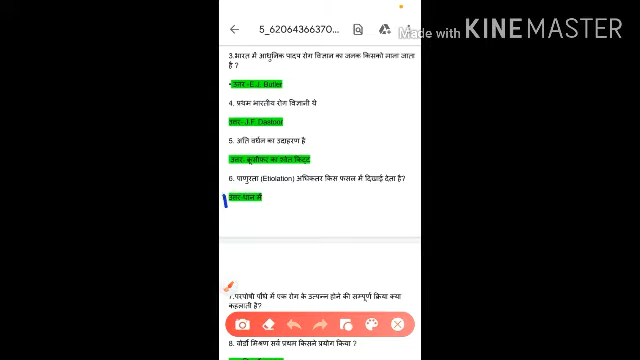 5_62064366370...
Made with KINEMASTER
3.भारत में आधुनिक पादप रोग विज्ञान का जनक किसको माना जाता
है ?
•उत्तर -E.J. Butler
4. प्रथम भारतीय रोग विज्ञानी थे
उत्तर- J.F. Dastoor
5. अति वर्धन का उदाहरण है
उत्तर- क्रूसीफर का श्वेत किट्ट
6. पाणुरता (Etiolation) अधिकतर किस फसल में दिखाई देता है?
उत्तर-धान में
7.परपोषी पौधे में एक रोग के उत्पन्न होने की सम्पूर्ण क्रिया क्या
कहलाती है?
8. बोर्डो मिश्रण सर्व प्रथम किसने प्रयोग किया ?